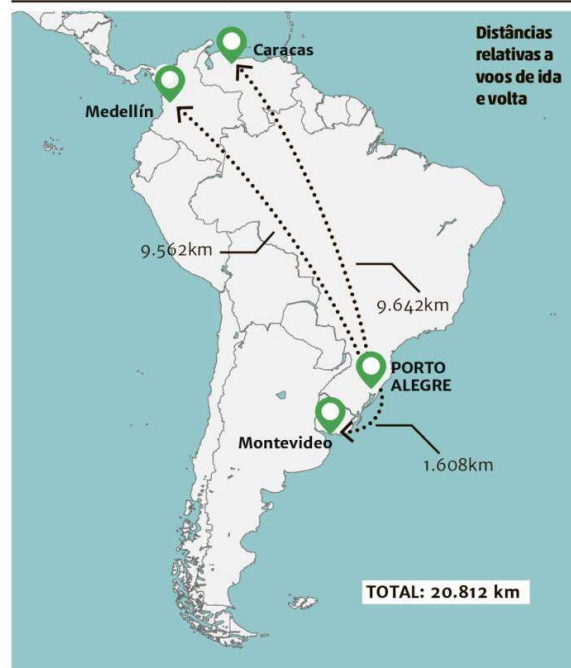 Distâncias
relativas a
voos de ida
e volta
Caracas
Medellín
9.562km
9.642km
PORTO
ALEGRE
Montevideo
1.608km
TOTAL: 20.812 km